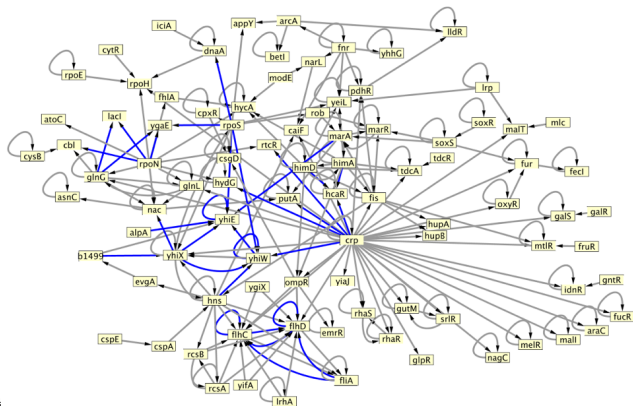 iciA
appY
arcA
lldR
cytR
dnaA
betI
fnr
yhhG
rpoE
rpoH
modE
narL
pdhR
fhlA
hycA
yeiL
lrp
lacI
cpxR
rob
soxR
malT
mlc
atoC
ygaE
rpoS
caiF
marA
marR
soxS
cbl
rpoN
csgD
rtcR
himD
himA
tdcR
fur
fecI
cysB
glnG
glnL
hydG
hcaR
tdcA
asnC
nac
putA
fis
oxyR
yhiE
galS
galR
alpA
crp
hupA
hupB
mtlR
fruR
b1499
yhiX
yhiW
evgA
ygiX
ompR
yiaJ
idnR
gntR
hns
rhaS
gutM
srlR
fucR
cspE
flhC
flhD
emrR
rhaR
araC
cspA
rcsB
glpR
melR
malI
nagC
rcsA
yifA
fliA
lrhA
s